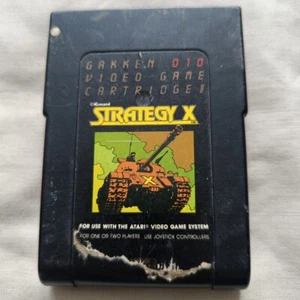 GAKKEN 010
VIDEO GAME
CARTRIDGE
©Konami
STRATEGY X
X
FOR USE WITH THE ATARI® VIDEO GAME SYSTEM
FOR ONE OR TWO PLAYERS USE JOYSTICK CONTROLLERS